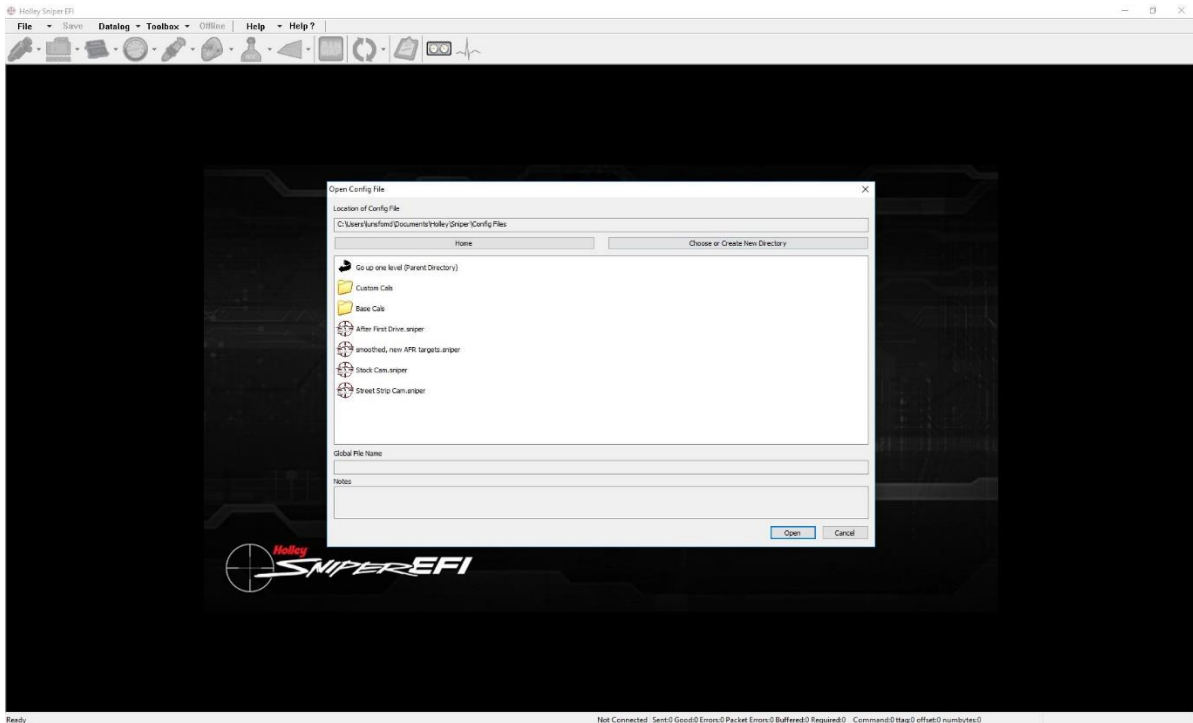 Holley Sniper EFI
File Save Datalog Toolbox Offline Help Help ?
Open Config File
Location of Config File
C:\Users\lunsfomd\Documents\Holley\Sniper\Config Files
Home Choose or Create New Directory
Go up one level (Parent Directory)
Custom Cals
Base Cals
After First Drive.sniper
smoothed, new AFR targets.sniper
Stock Cam.sniper
Street Strip Cam.sniper
Global File Name
Notes
Open Cancel
Holley
SNIPER EFI
Ready Not Connected Sent:0 Good:0 Errors:0 Packet Errors:0 Buffered:0 Required:0 Command:0 ttag:0 offset:0 numbytes:0